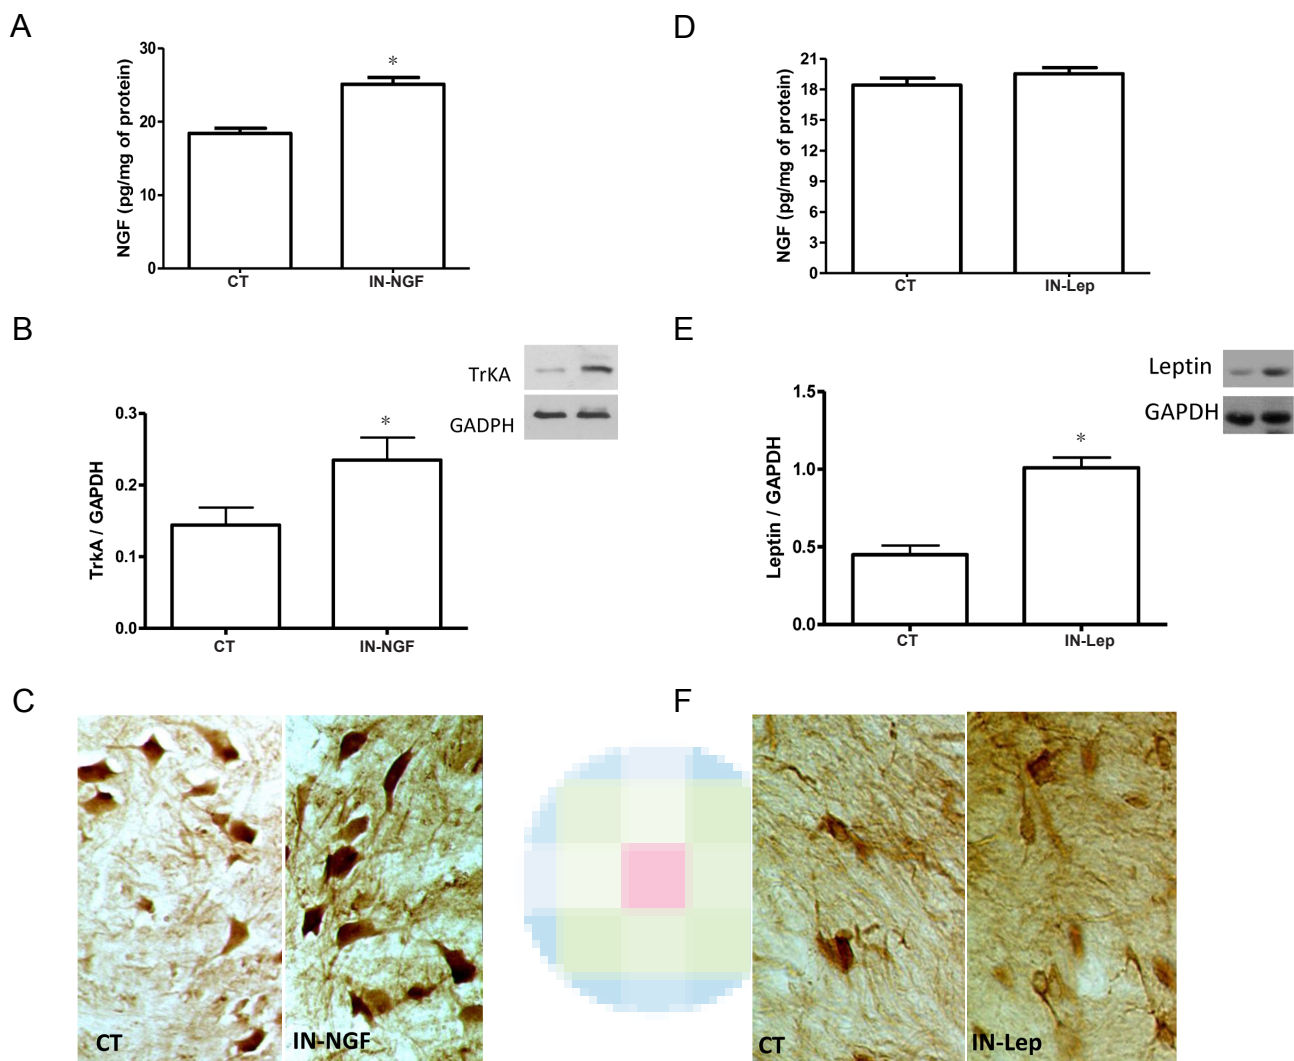 A
NGF (pg/mg of protein)
30
20
10
0
*
CT
IN-NGF
D
NGF (pg/mg of protein)
21
18
15
12
9
6
3
0
CT
IN-Lep
B
TrKA
GADPH
TrkA / GAPDH
0.3
0.2
0.1
0.0
*
CT
IN-NGF
E
Leptin
GAPDH
Leptin / GAPDH
1.5
1.0
0.5
0.0
*
CT
IN-Lep
C
CT
IN-NGF
F
CT
IN-Lep